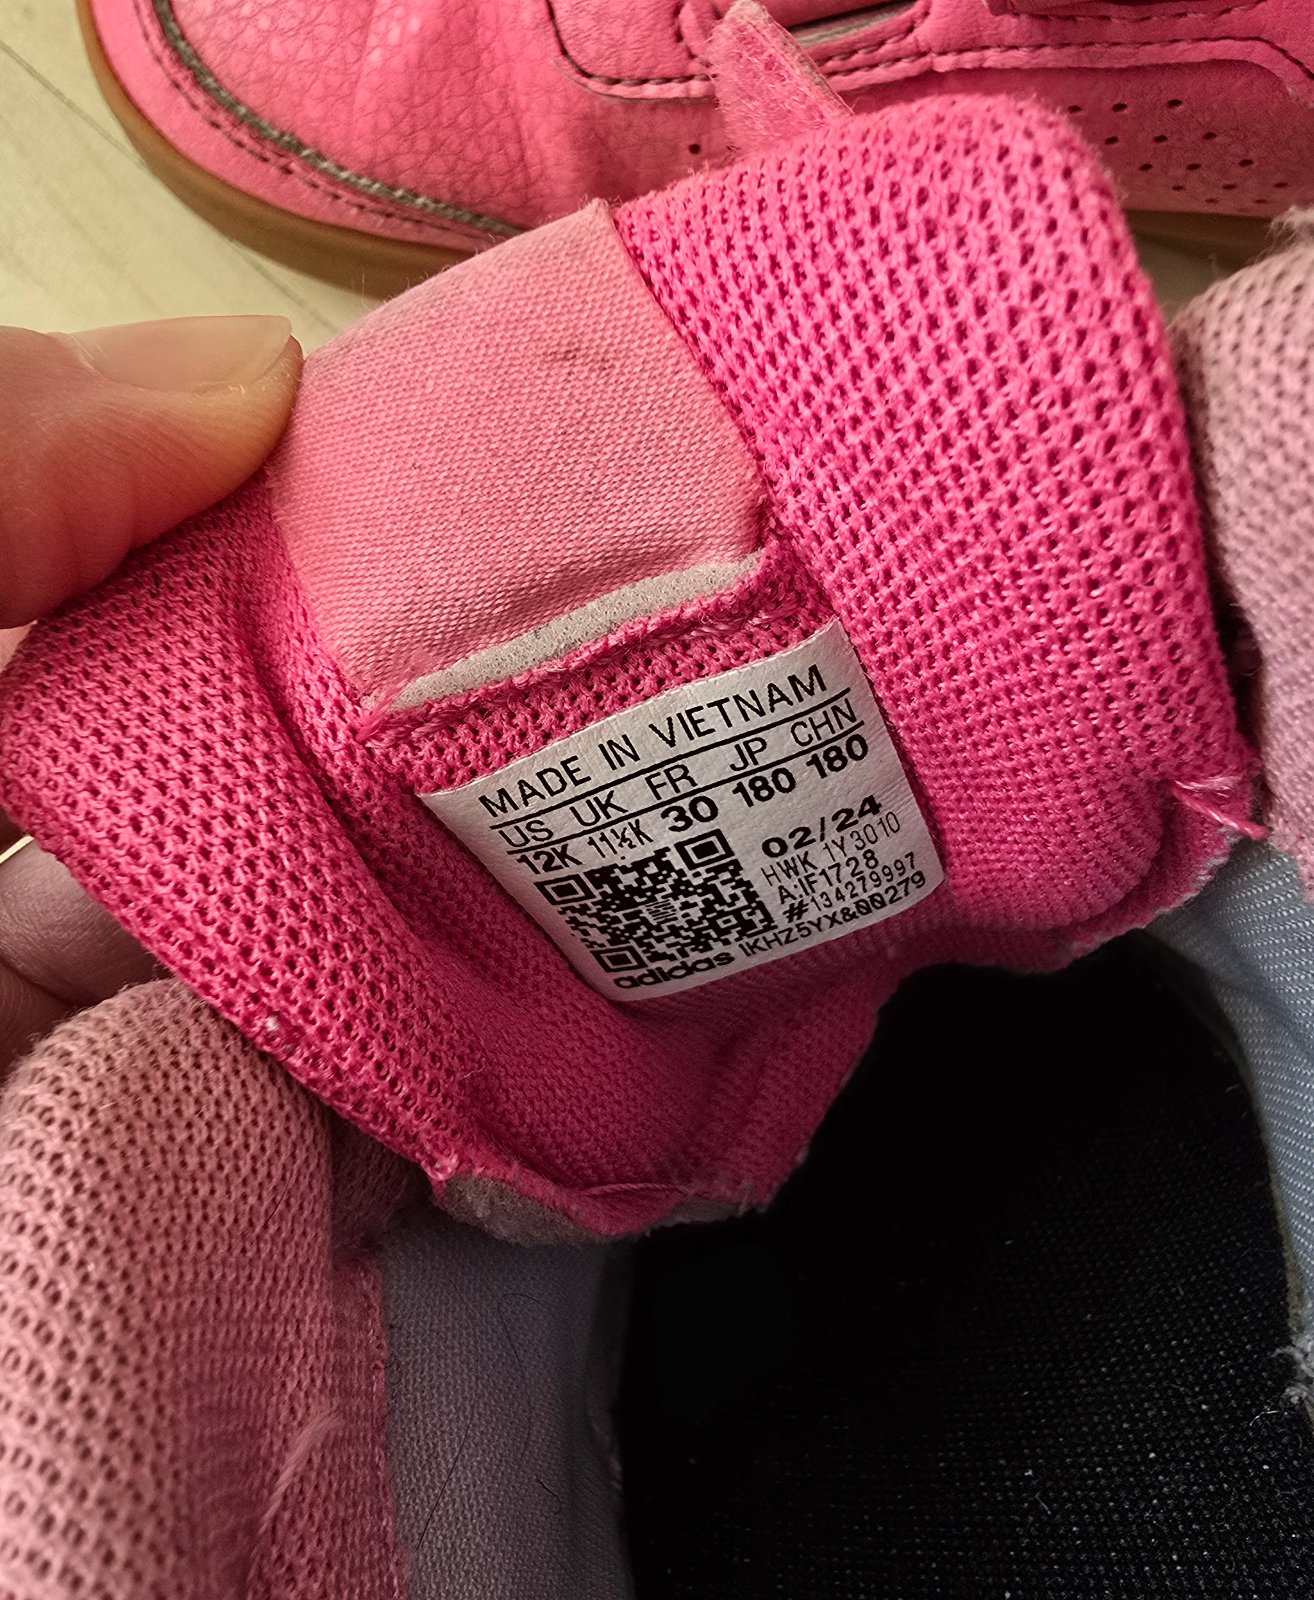 MADE IN VIETNAM
US UK FR JP CHN
12K 11½K 30 180 180
02/24
HWK 1Y3010
A:IF1728
#134279997
adidas IKHZ5YX&00279